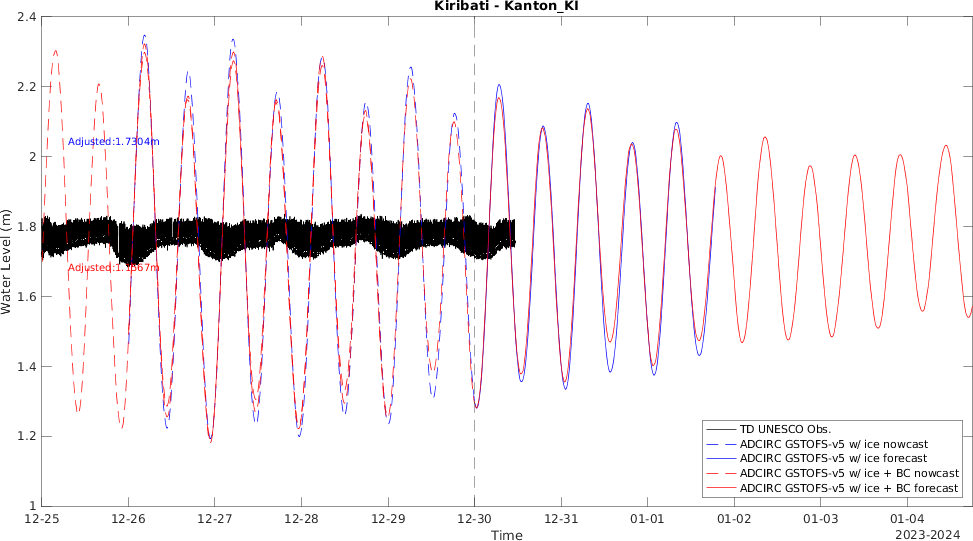 Kiribati - Kanton_KI
2.4
2.2
2
1.8
1.6
1.4
1.2
1
Water Level (m)
Adjusted:1.7304m
TD UNESCO Obs.
ADCIRC GSTOFS-v5 w/ ice nowcast
ADCIRC GSTOFS-v5 w/ ice forecast
ADCIRC GSTOFS-v5 w/ ice + BC nowcast
ADCIRC GSTOFS-v5 w/ ice + BC forecast
12-25 12-26 12-27 12-28 12-29 12-30 12-31 01-01 01-02 01-03 01-04
Time
2023-2024